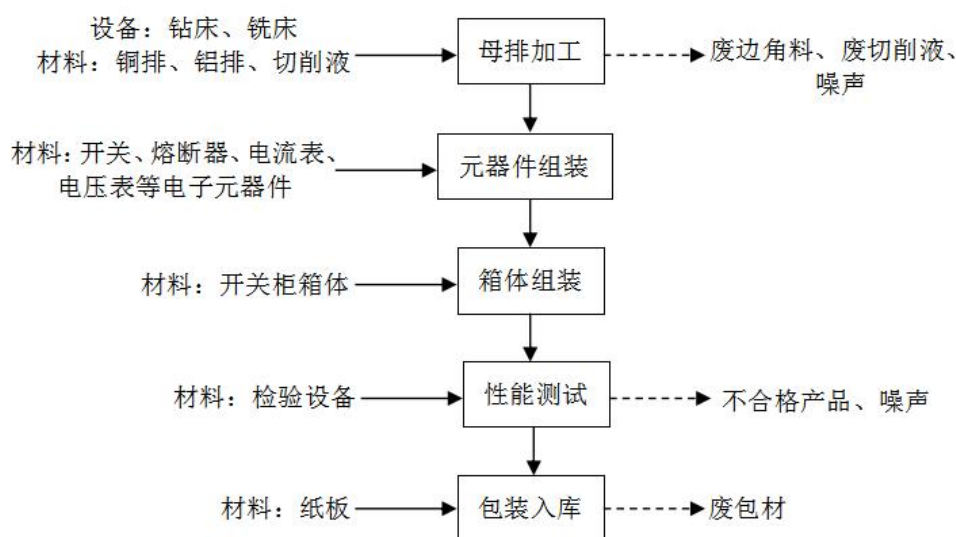 设备：钻床、铣床
材料：铜排、铝排、切削液
母排加工
废边角料、废切削液、
噪声
材料：开关、熔断器、电流表、
电压表等电子元器件
元器件组装
材料：开关柜箱体
箱体组装
材料：检验设备
性能测试
不合格产品、噪声
材料：纸板
包装入库
废包材